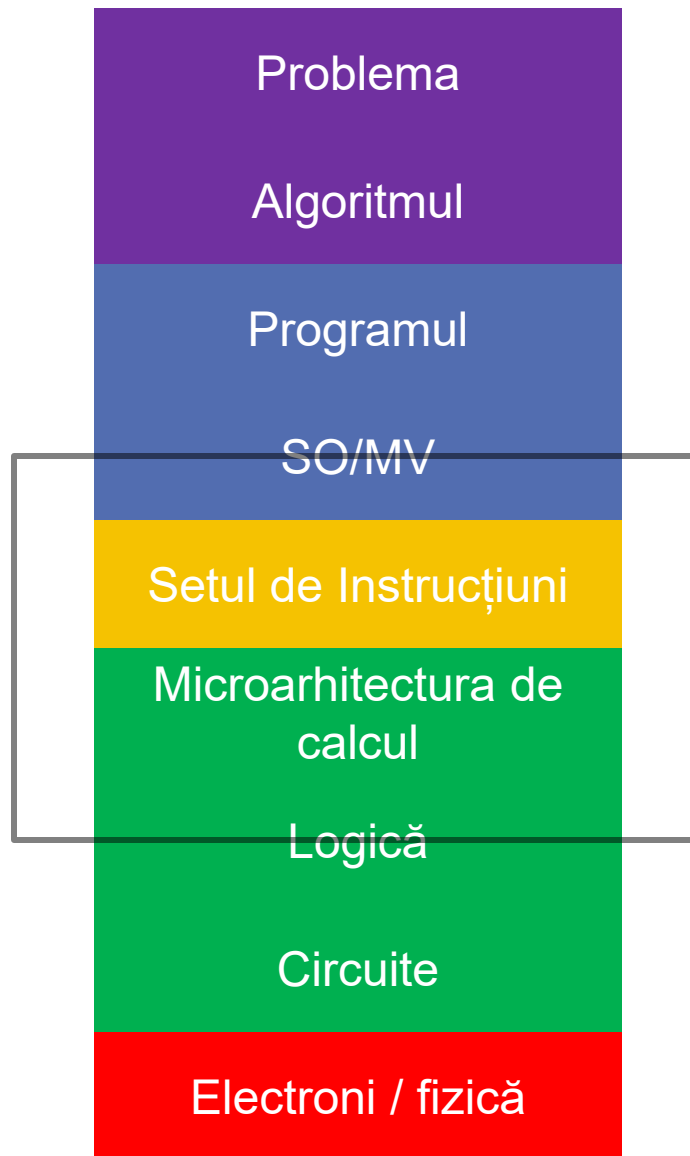 Problema
Algoritmul
Programul
SO/MV
Setul de Instrucțiuni
Microarhitectura de
calcul
Logică
Circuite
Electroni / fizică